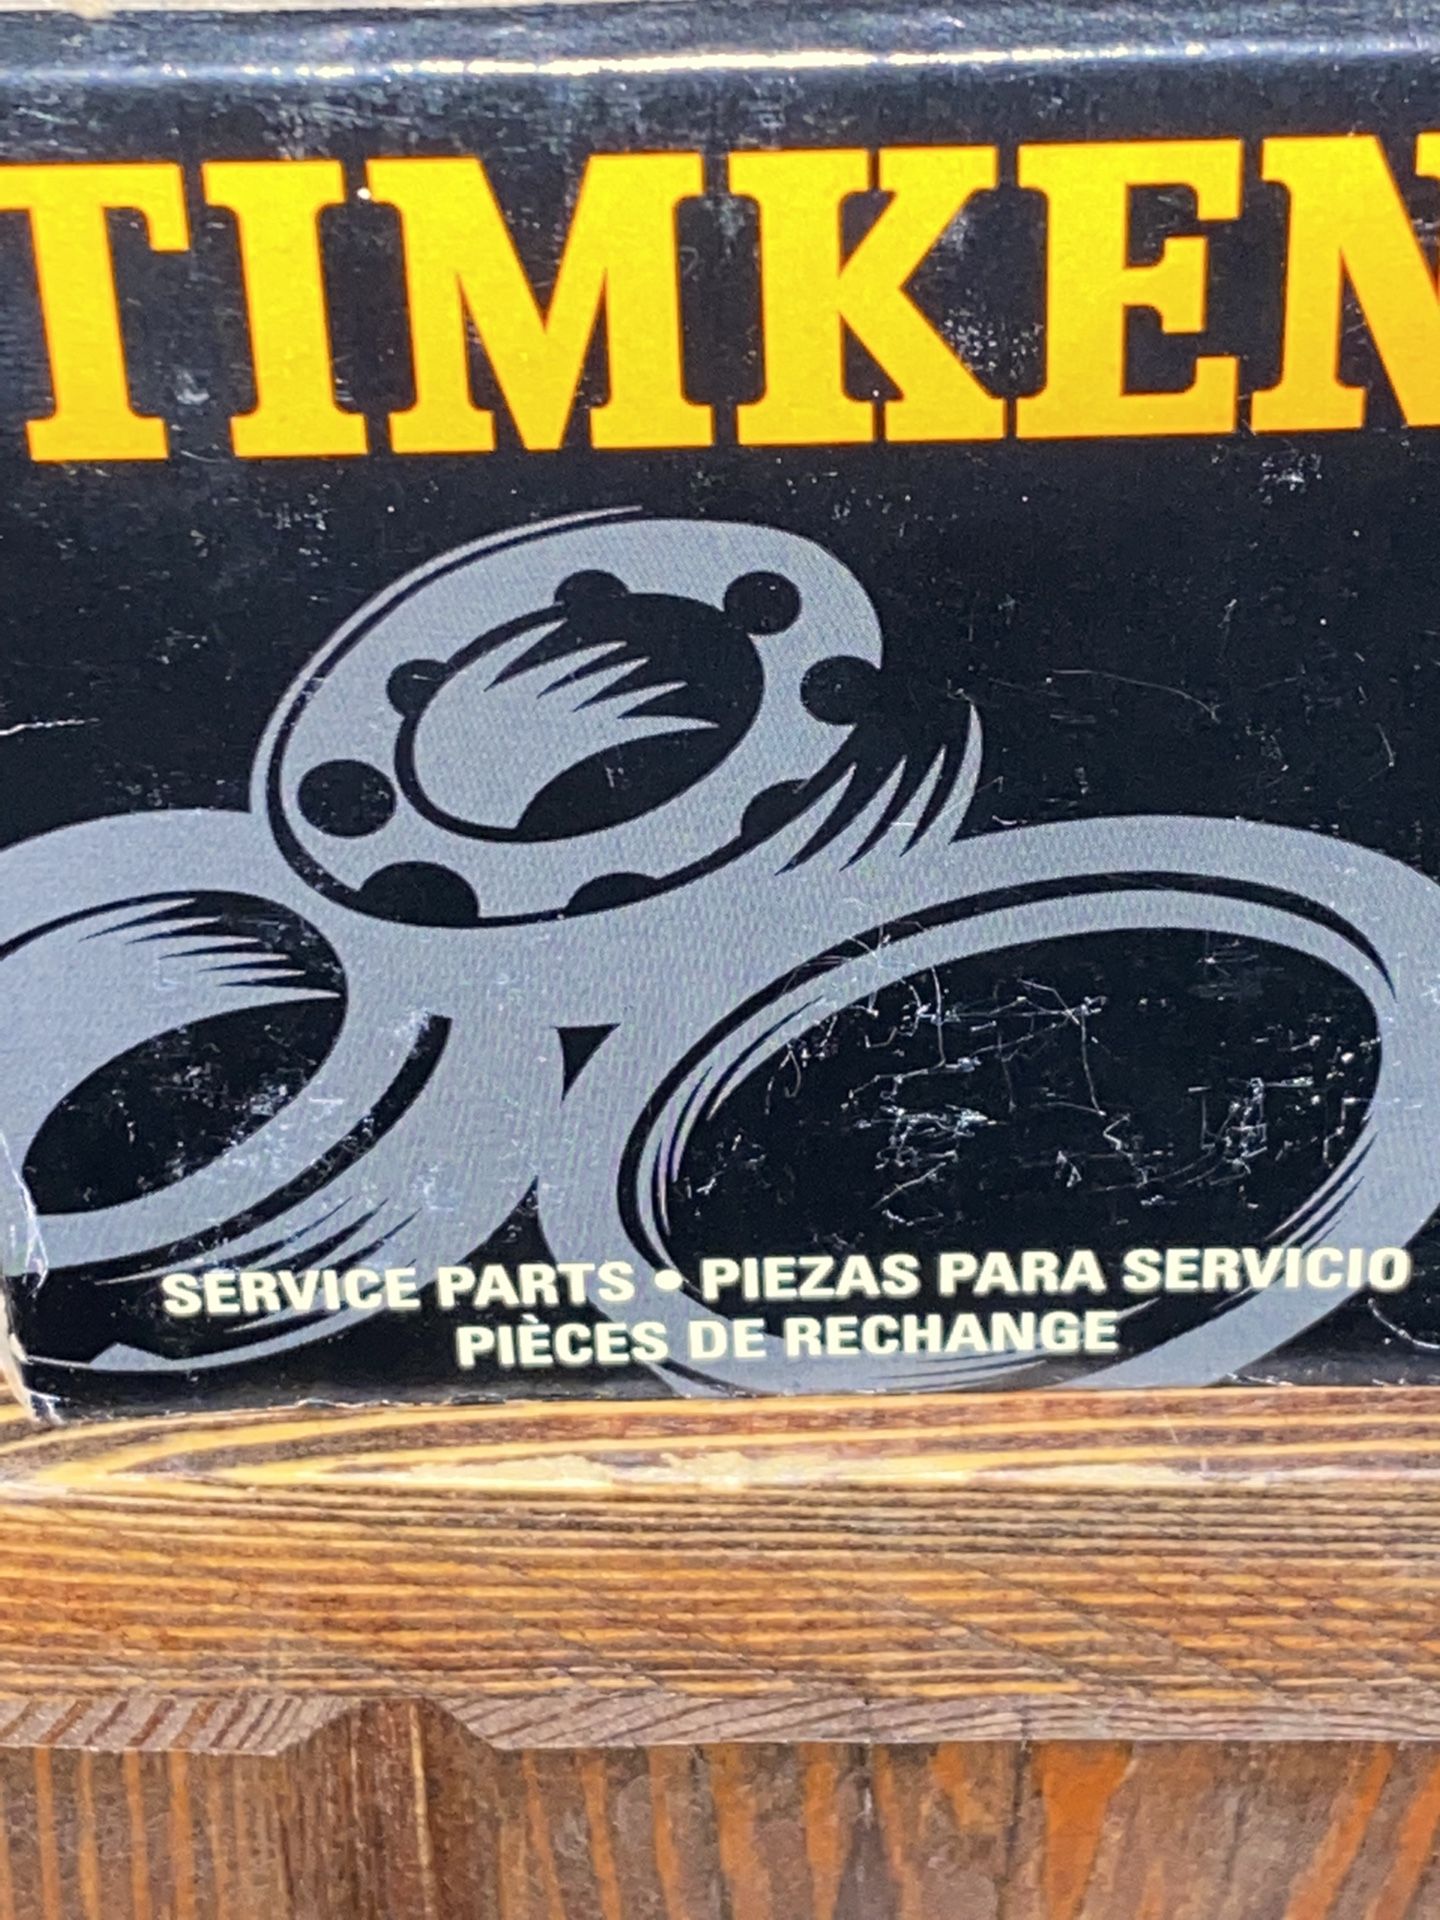 TIMKEN
SERVICE PARTS • PIEZAS PARA SERVICIO
PIÈCES DE RECHANGE